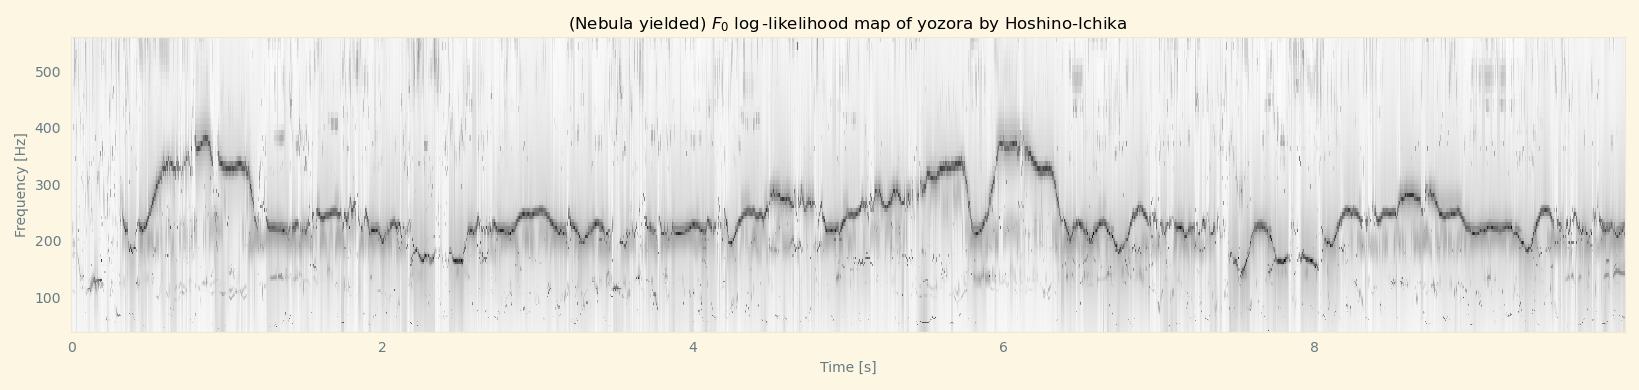 (Nebula yielded) F₀ log-likelihood map of yozora by Hoshino-Ichika
500
400
300
200
100
Frequency [Hz]
0 2 4 6 8
Time [s]